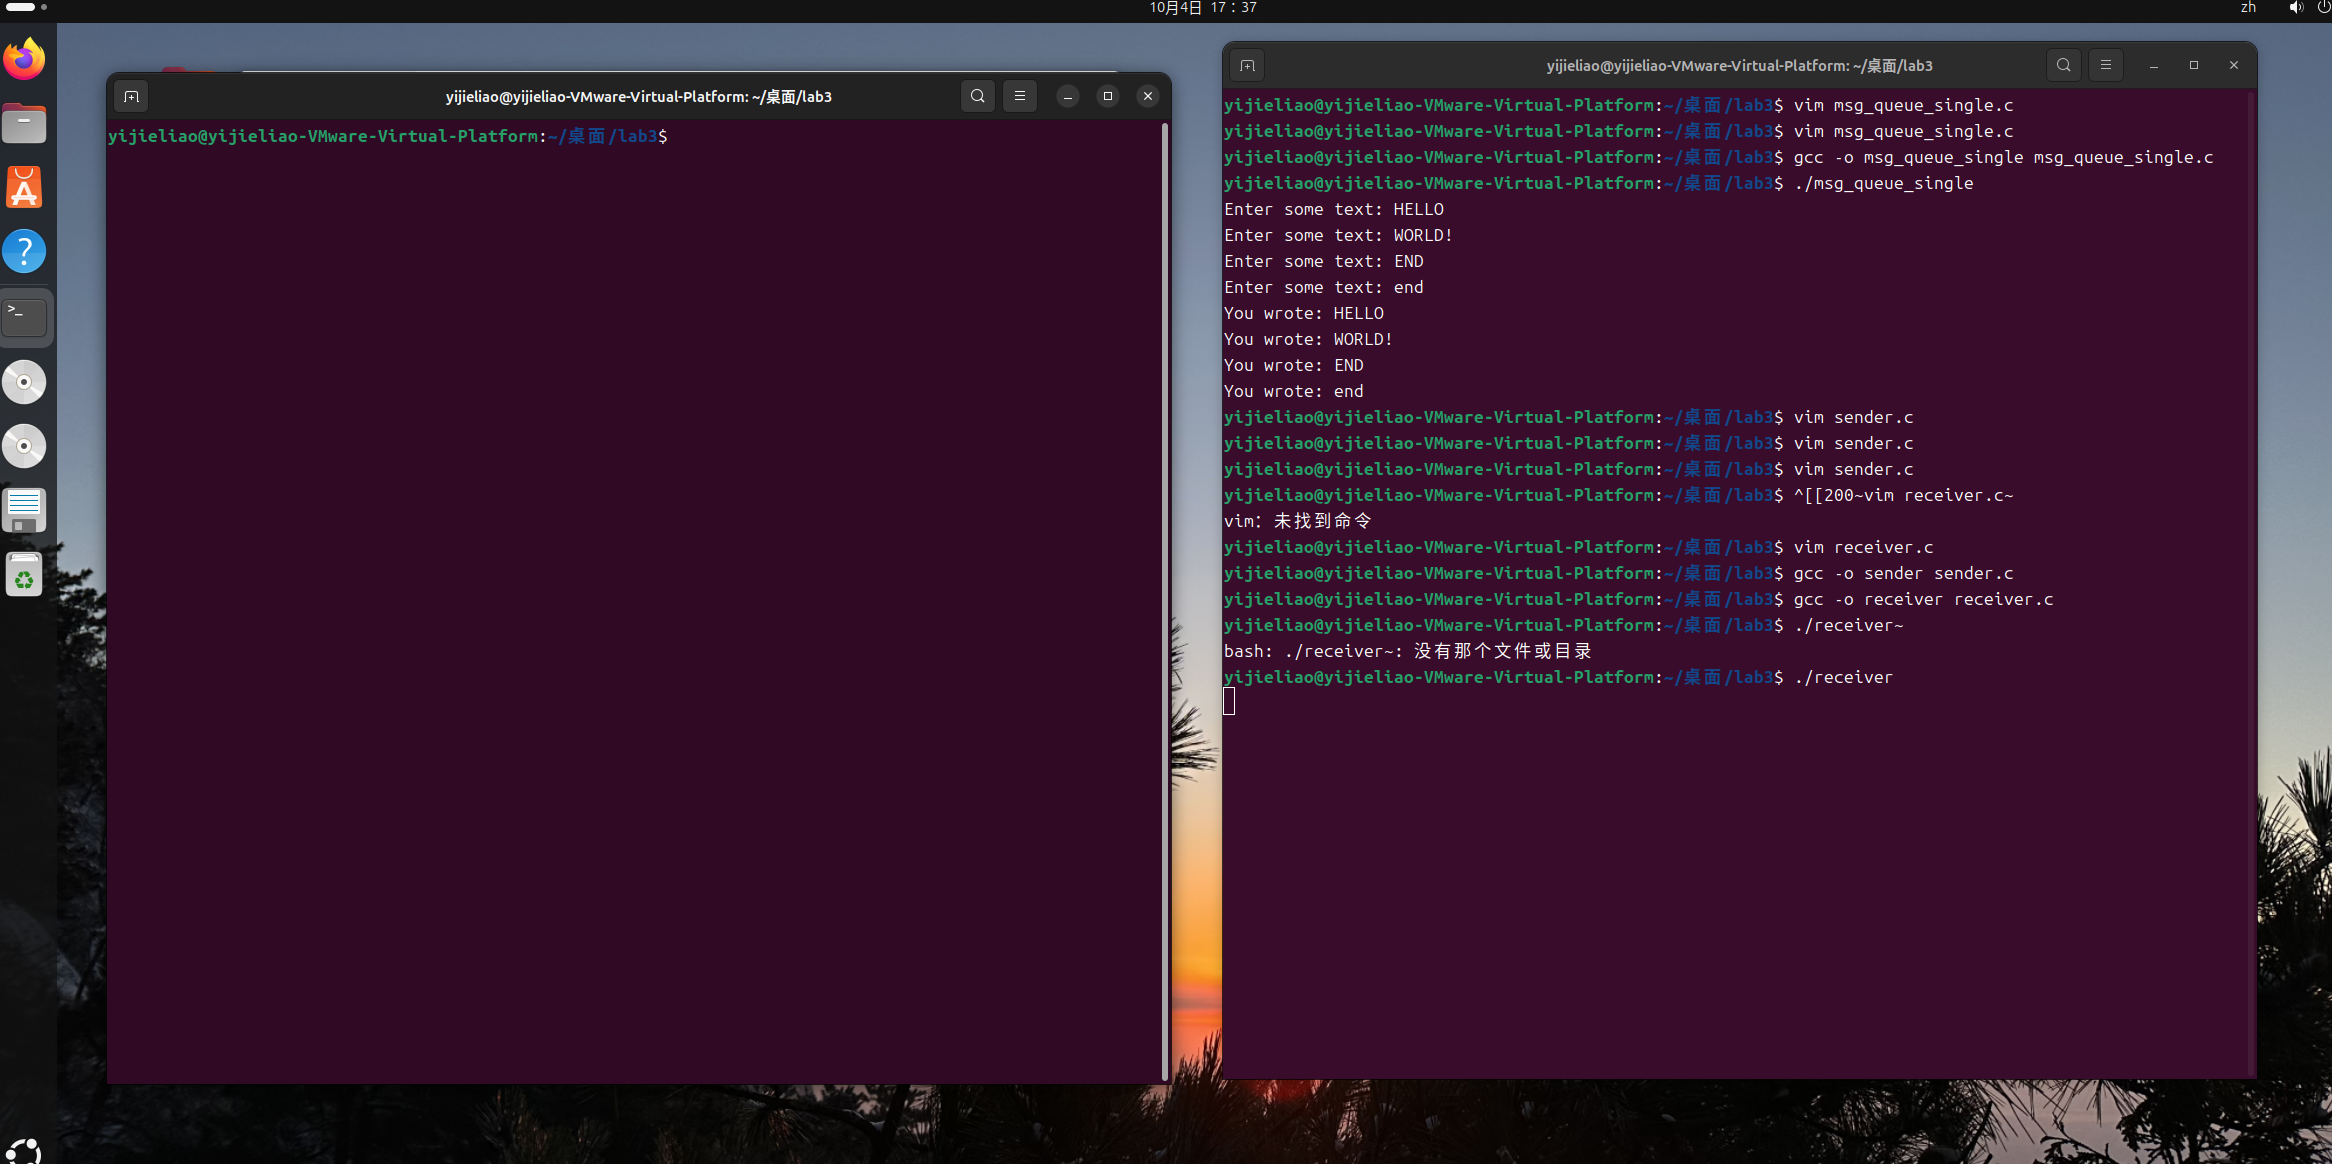 10月4日 17：37
zh
yijieliao@yijieliao-VMware-Virtual-Platform: ~/桌面/lab3
yijieliao@yijieliao-VMware-Virtual-Platform:~/桌面/lab3$
yijieliao@yijieliao-VMware-Virtual-Platform: ~/桌面/lab3
yijieliao@yijieliao-VMware-Virtual-Platform:~/桌面/lab3$ vim msg_queue_single.c
yijieliao@yijieliao-VMware-Virtual-Platform:~/桌面/lab3$ vim msg_queue_single.c
yijieliao@yijieliao-VMware-Virtual-Platform:~/桌面/lab3$ gcc -o msg_queue_single msg_queue_single.c
yijieliao@yijieliao-VMware-Virtual-Platform:~/桌面/lab3$ ./msg_queue_single
Enter some text: HELLO
Enter some text: WORLD!
Enter some text: END
Enter some text: end
You wrote: HELLO
You wrote: WORLD!
You wrote: END
You wrote: end
yijieliao@yijieliao-VMware-Virtual-Platform:~/桌面/lab3$ vim sender.c
yijieliao@yijieliao-VMware-Virtual-Platform:~/桌面/lab3$ vim sender.c
yijieliao@yijieliao-VMware-Virtual-Platform:~/桌面/lab3$ vim sender.c
yijieliao@yijieliao-VMware-Virtual-Platform:~/桌面/lab3$ ^[[200~vim receiver.c~
vim：未找到命令
yijieliao@yijieliao-VMware-Virtual-Platform:~/桌面/lab3$ vim receiver.c
yijieliao@yijieliao-VMware-Virtual-Platform:~/桌面/lab3$ gcc -o sender sender.c
yijieliao@yijieliao-VMware-Virtual-Platform:~/桌面/lab3$ gcc -o receiver receiver.c
yijieliao@yijieliao-VMware-Virtual-Platform:~/桌面/lab3$ ./receiver~
bash: ./receiver~: 没有那个文件或目录
yijieliao@yijieliao-VMware-Virtual-Platform:~/桌面/lab3$ ./receiver